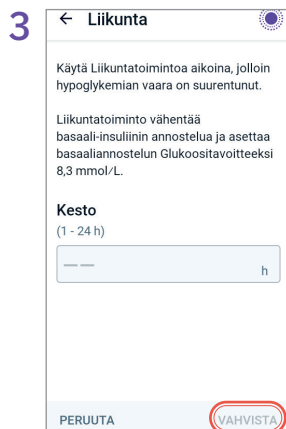 3
← Liikunta
Käytä Liikuntatoimintoa aikoina, jolloin
hypoglykemian vaara on suurentunut.
Liikuntatoiminto vähentää
basaali-insuliinin annostelua ja asettaa
basaaliannostelun Glukoositavoitteeksi
8,3 mmol/L.
Kesto
(1 - 24 h)
—— h
PERUUTA VAHVISTA